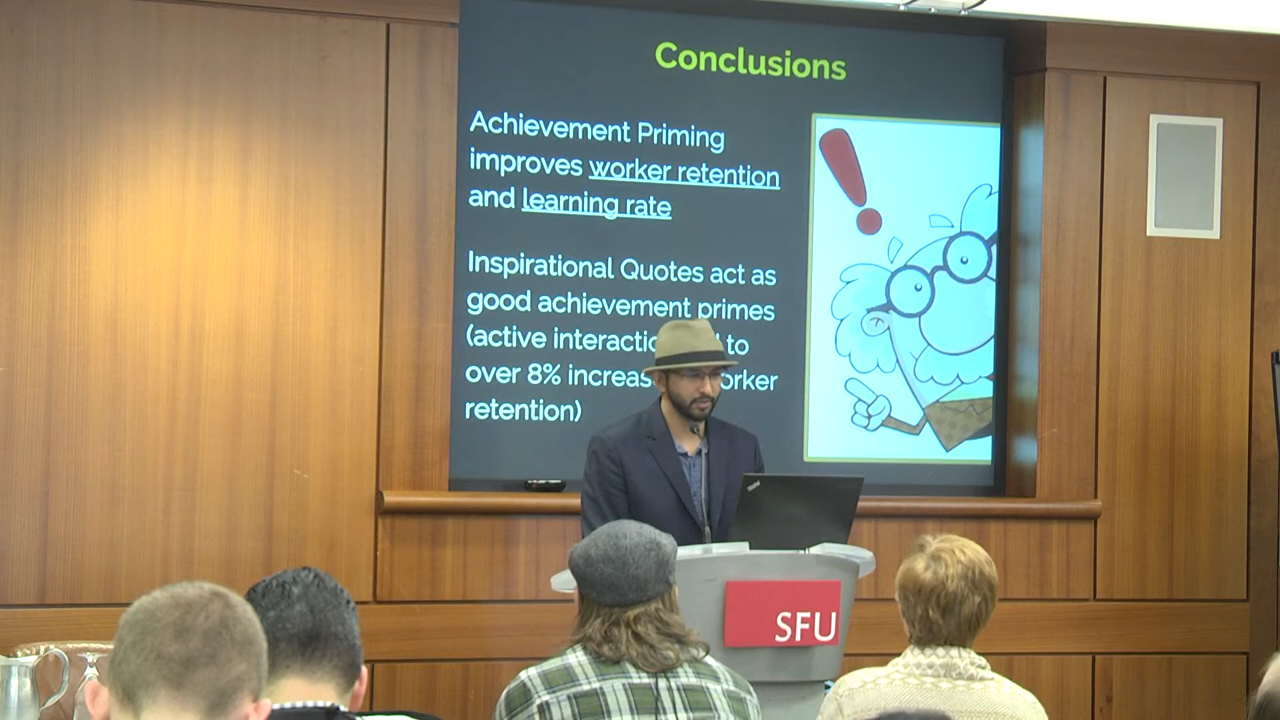 Conclusions
Achievement Priming
improves worker retention
and learning rate
Inspirational Quotes act as
good achievement primes
(active interactio to
over 8% increas orker
retention)
SFU